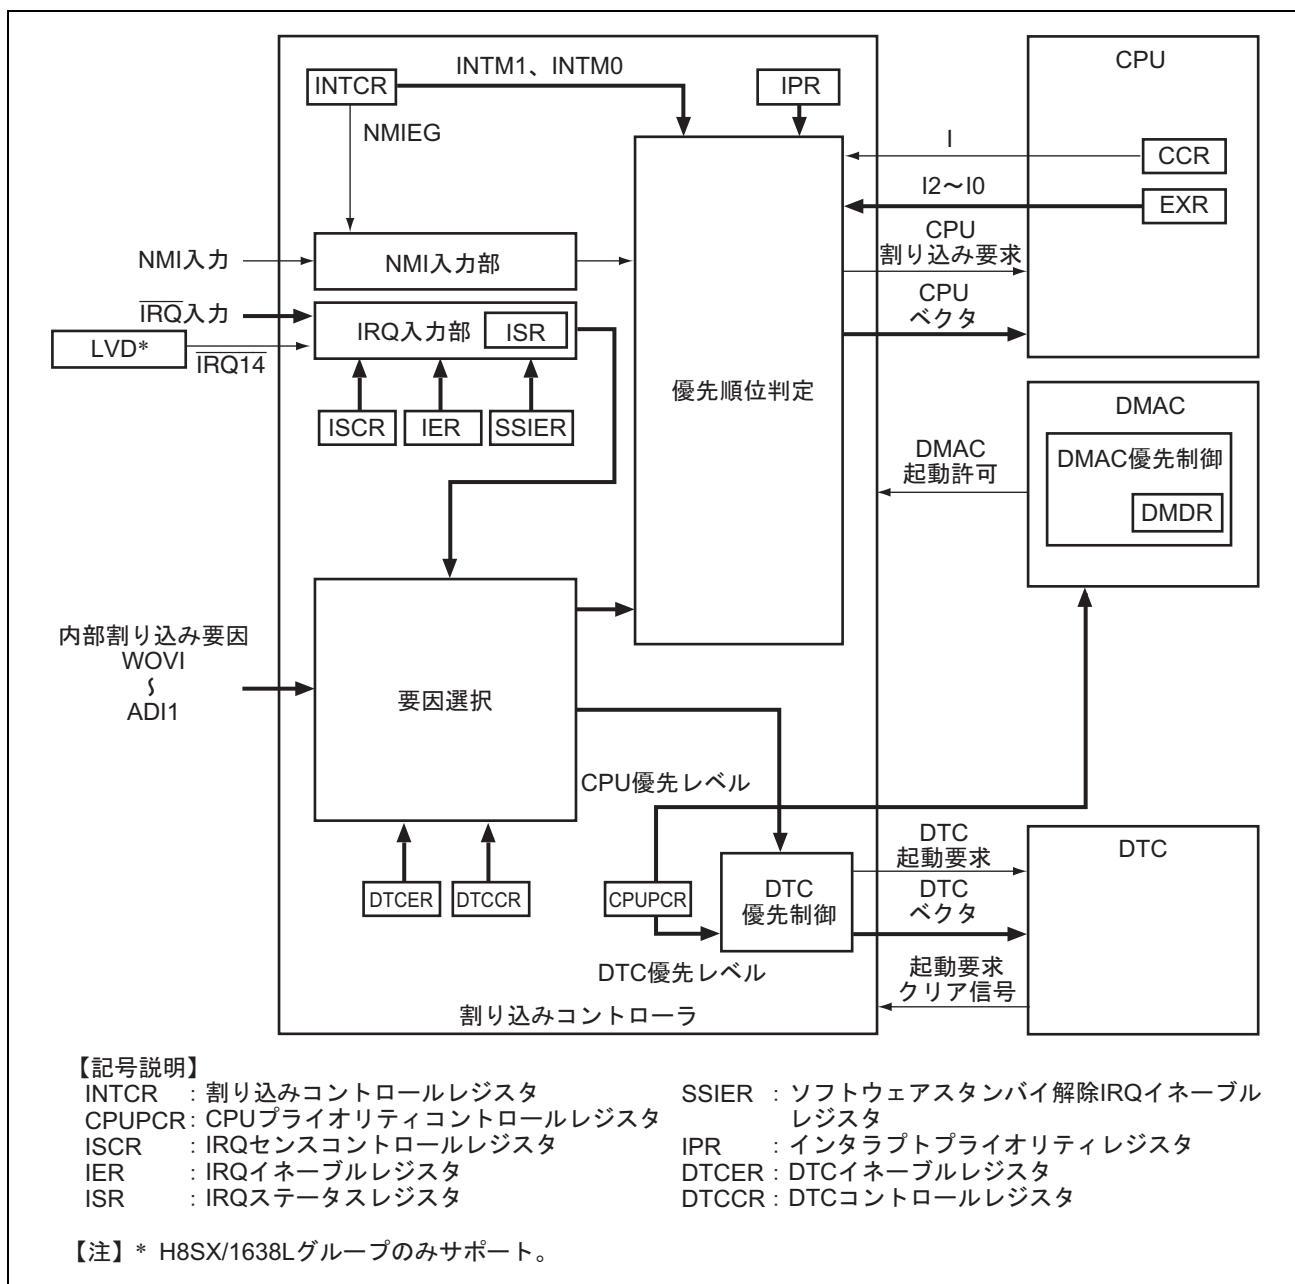 INTCR
INTM1、INTM0
IPR
CPU
NMIEG
I
CCR
I2～I0
EXR
NMI入力
NMI入力部
CPU
割り込み要求
IRQ入力
IRQ入力部
ISR
CPU
ベクタ
LVD*
IRQ14
優先順位判定
ISCR
IER
SSIER
DMAC
DMAC
起動許可
DMAC優先制御
DMDR
内部割り込み要因
WOVI
～
ADI1
要因選択
CPU優先レベル
DTCER
DTCCR
CPUPCR
DTC
優先制御
DTC
起動要求
DTC
DTC
ベクタ
DTC優先レベル
起動要求
クリア信号
割り込みコントローラ
【記号説明】
INTCR : 割り込みコントロールレジスタ
CPUPCR : CPUプライオリティコントロールレジスタ
ISCR : IRQセンスコントロールレジスタ
IER : IRQイネーブルレジスタ
ISR : IRQステータスレジスタ
SSIER : ソフトウェアスタンバイ解除IRQイネーブル
レジスタ
IPR : インタラプトプライオリティレジスタ
DTCER : DTCイネーブルレジスタ
DTCCR : DTCコントロールレジスタ
【注】* H8SX/1638Lグループのみサポート。